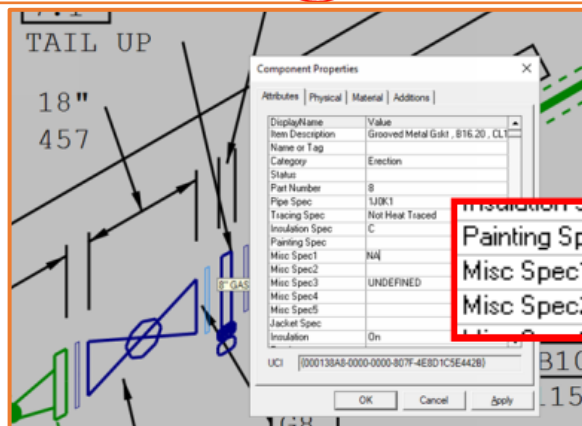 TAIL UP
18"
457
Component Properties
Attributes Physical Material Additions
DisplayName Value
Item Description Grooved Metal Gskt , B16.20 , CL1
Name or Tag
Category Erection
Status
Part Number 8
Pipe Spec 1J0K1
Tracing Spec Not Heat Traced
Insulation Spec C
Painting Spec
Misc Spec1 NA
Misc Spec2
Misc Spec3 UNDEFINED
Misc Spec4
Misc Spec5
Jacket Spec
Insulation On
UCI {000138A8-0000-0000-807F-4E8D1C5E442B}
OK Cancel Apply
8" GAS
Painting Sp
Misc Spec
Misc Spec
G8